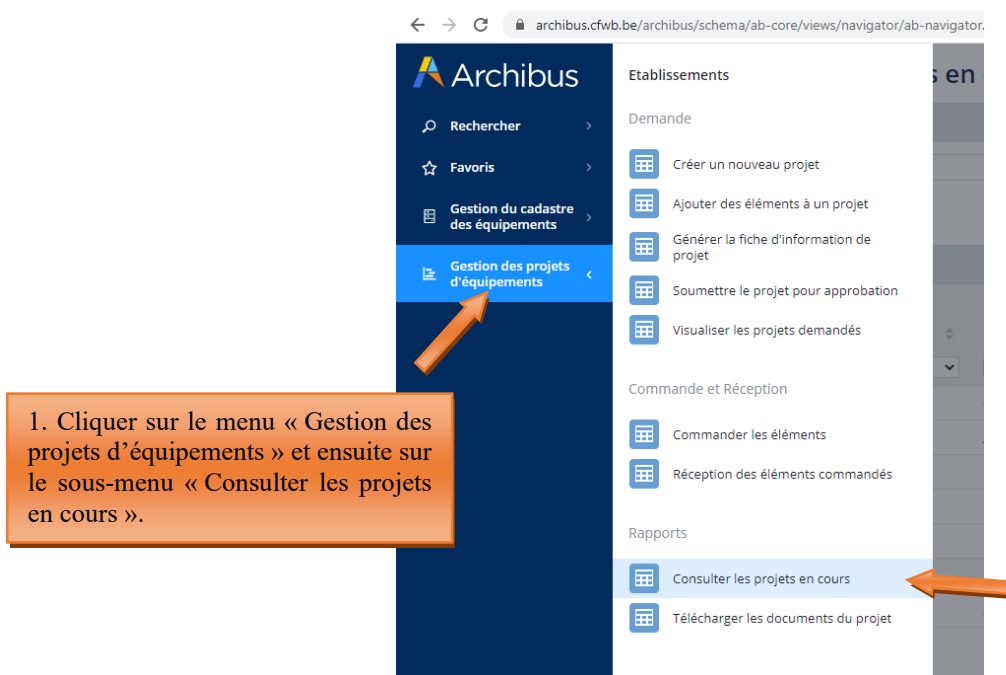 archibus.cfwb.be/archibus/schema/ab-core/views/navigator/ab-navigator.
Archibus
Rechercher
Favoris
Gestion du cadastre
des équipements
Gestion des projets
d'équipements
Etablissements
Demande
Créer un nouveau projet
Ajouter des éléments à un projet
Générer la fiche d'information de
projet
Soumettre le projet pour approbation
Visualiser les projets demandés
Commande et Réception
Commander les éléments
Réception des éléments commandés
Rapports
Consulter les projets en cours
Télécharger les documents du projet
s en
1. Cliquer sur le menu « Gestion des
projets d’équipements » et ensuite sur
le sous-menu « Consulter les projets
en cours ».